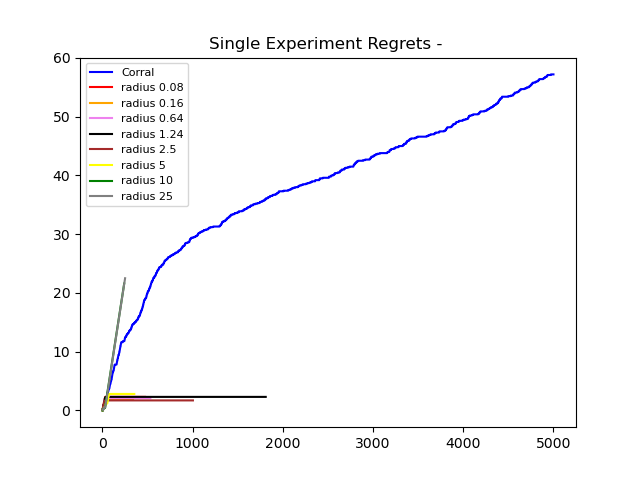 Single Experiment Regrets -
60
50
40
30
20
10
0
Corral
radius 0.08
radius 0.16
radius 0.64
radius 1.24
radius 2.5
radius 5
radius 10
radius 25
0 1000 2000 3000 4000 5000